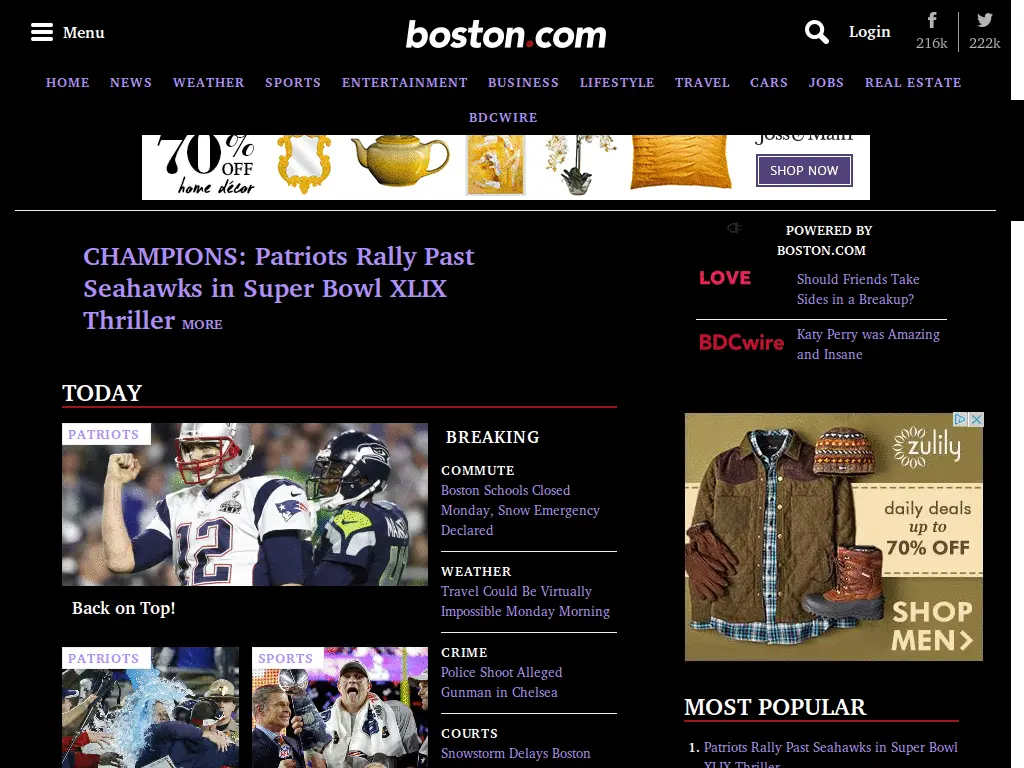 Menu
boston.com
Login
216k
222k
HOME NEWS WEATHER SPORTS ENTERTAINMENT BUSINESS LIFESTYLE TRAVEL CARS JOBS REAL ESTATE
BDCWIRE
70% OFF
home décor
Joss&Main
SHOP NOW
CHAMPIONS: Patriots Rally Past
Seahawks in Super Bowl XLIX
Thriller MORE
POWERED BY
BOSTON.COM
LOVE
Should Friends Take
Sides in a Breakup?
BDCwire
Katy Perry was Amazing
and Insane
TODAY
PATRIOTS
12
Back on Top!
PATRIOTS
SPORTS
BREAKING
COMMUTE
Boston Schools Closed
Monday, Snow Emergency
Declared
WEATHER
Travel Could Be Virtually
Impossible Monday Morning
CRIME
Police Shoot Alleged
Gunman in Chelsea
COURTS
Snowstorm Delays Boston
zulily
daily deals
up to
70% OFF
SHOP
MEN
MOST POPULAR
1. Patriots Rally Past Seahawks in Super Bowl
XLIX Thriller